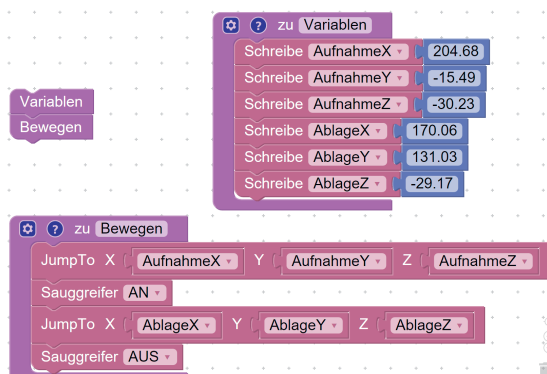 ? zu Variablen
Schreibe AufnahmeX 204.68
Schreibe AufnahmeY -15.49
Schreibe AufnahmeZ -30.23
Schreibe AblageX 170.06
Schreibe AblageY 131.03
Schreibe AblageZ -29.17
Variablen
Bewegen
? zu Bewegen
JumpTo X AufnahmeX Y AufnahmeY Z AufnahmeZ
Sauggreifer AN
JumpTo X AblageX Y AblageY Z AblageZ
Sauggreifer AUS